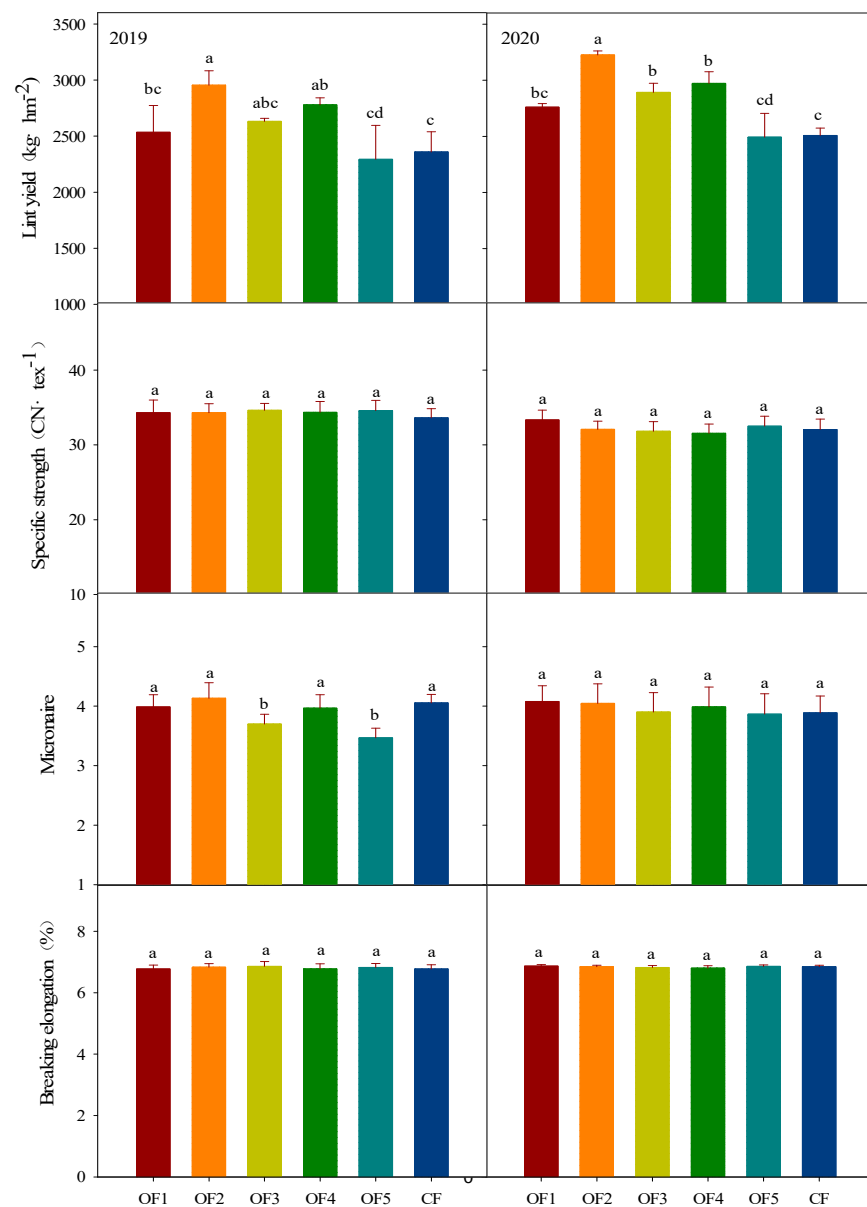 3500
3000
2500
2000
1500
1000
Lint yield (kg· hm-2)
2019
bc
a
abc
ab
cd
c
2020
bc
a
b
b
cd
c
40
30
20
10
Specific strength (CN· tex-1)
a
a
a
a
a
a
a
a
a
a
a
a
5
4
3
2
1
Micronaire
a
a
b
a
b
a
a
a
a
a
a
a
8
6
4
2
0
Breaking elongation (%)
a
a
a
a
a
a
a
a
a
a
a
a
OF1 OF2 OF3 OF4 OF5 CF
OF1 OF2 OF3 OF4 OF5 CF